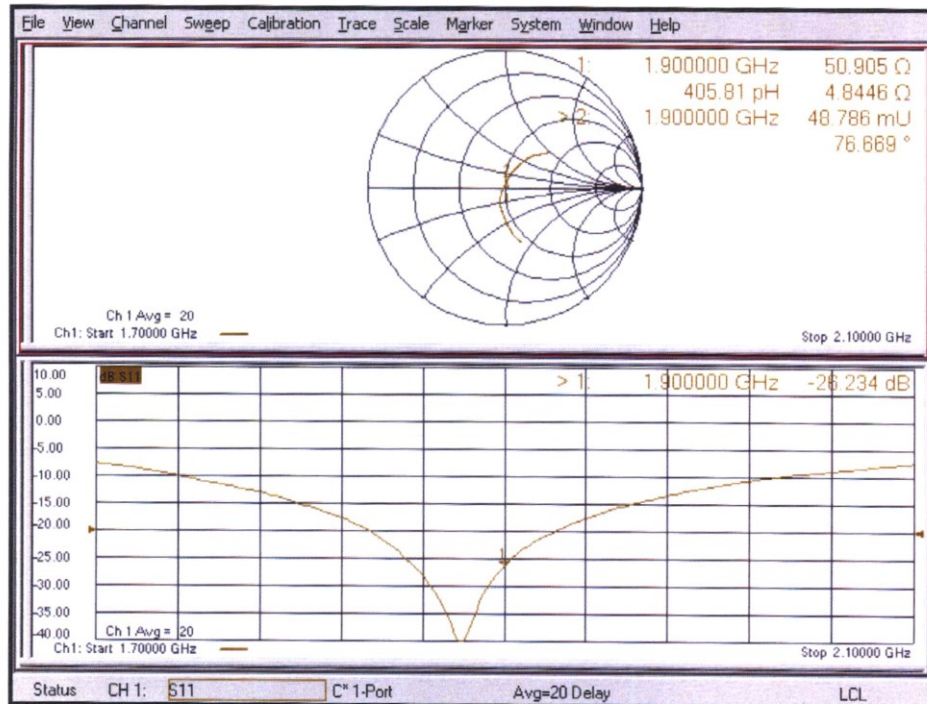 File View Channel Sweep Calibration Trace Scale Marker System Window Help
1: 1.900000 GHz 50.905 Ω
405.81 pH 4.8446 Ω
> 2: 1.900000 GHz 48.786 mU
76.669 °
1
Ch 1 Avg = 20
Ch1: Start 1.70000 GHz
Stop 2.10000 GHz
10.00
dB S11
> 1: 1.900000 GHz -26.234 dB
5.00
0.00
-5.00
-10.00
-15.00
-20.00
-25.00
1
-30.00
-35.00
-40.00
Ch 1 Avg = 20
Ch1: Start 1.70000 GHz
Stop 2.10000 GHz
Status CH 1: S11 C* 1-Port Avg=20 Delay LCL